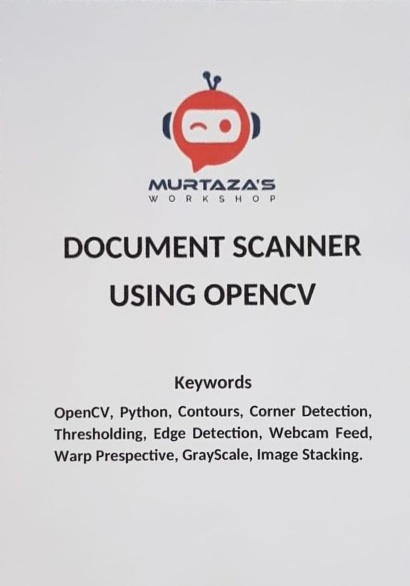 MURTAZA'S
WORKSHOP
DOCUMENT SCANNER
USING OPENCV
Keywords
OpenCV, Python, Contours, Corner Detection,
Thresholding, Edge Detection, Webcam Feed,
Warp Prespective, GrayScale, Image Stacking.